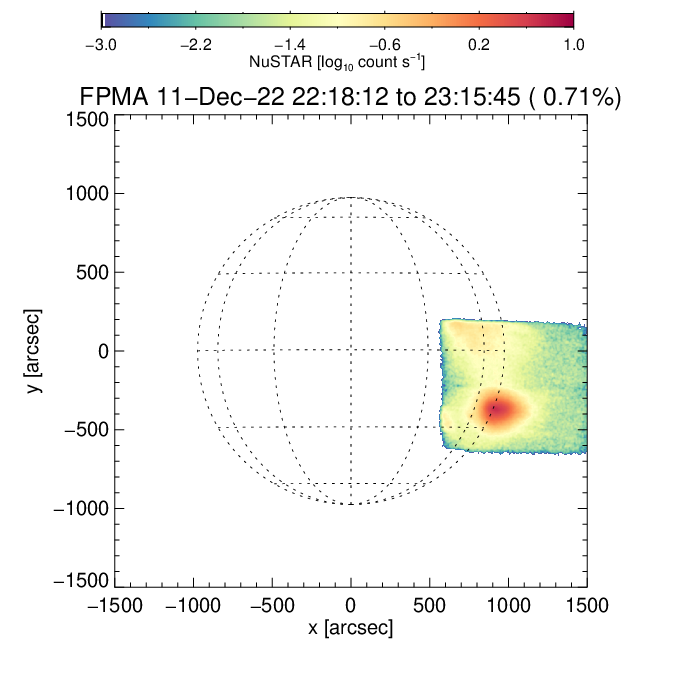 −3.0 −2.2 −1.4 −0.6 0.2 1.0
NuSTAR [log₁₀ count s⁻¹]
FPMA 11−Dec−22 22:18:12 to 23:15:45 ( 0.71%)
1500
1000
500
0
−500
−1000
−1500
y [arcsec]
−1500 −1000 −500 0 500 1000 1500
x [arcsec]